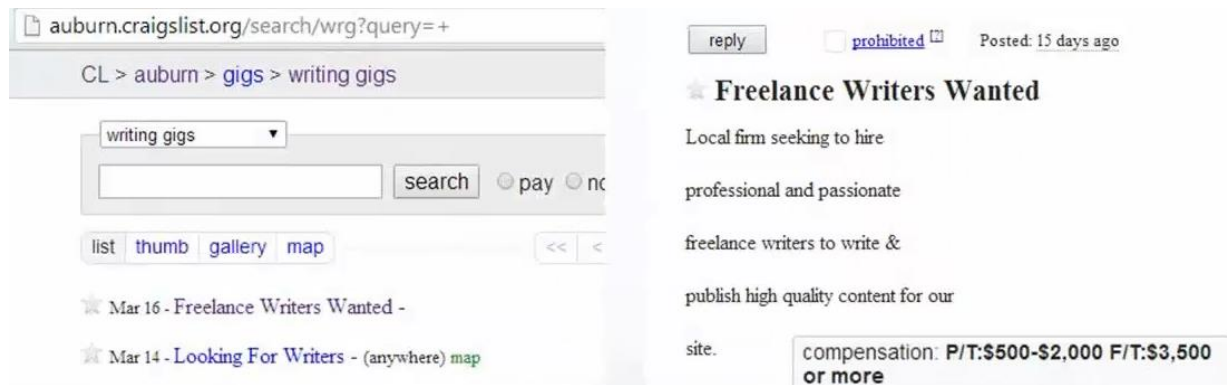 auburn.craigslist.org/search/wrg?query=+
CL > auburn > gigs > writing gigs
writing gigs
search pay
list thumb gallery map << <
Mar 16 - Freelance Writers Wanted -
Mar 14 - Looking For Writers - (anywhere) map
reply prohibited [?] Posted: 15 days ago
Freelance Writers Wanted
Local firm seeking to hire
professional and passionate
freelance writers to write &
publish high quality content for our
site.
compensation: P/T:$500-$2,000 F/T:$3,500
or more